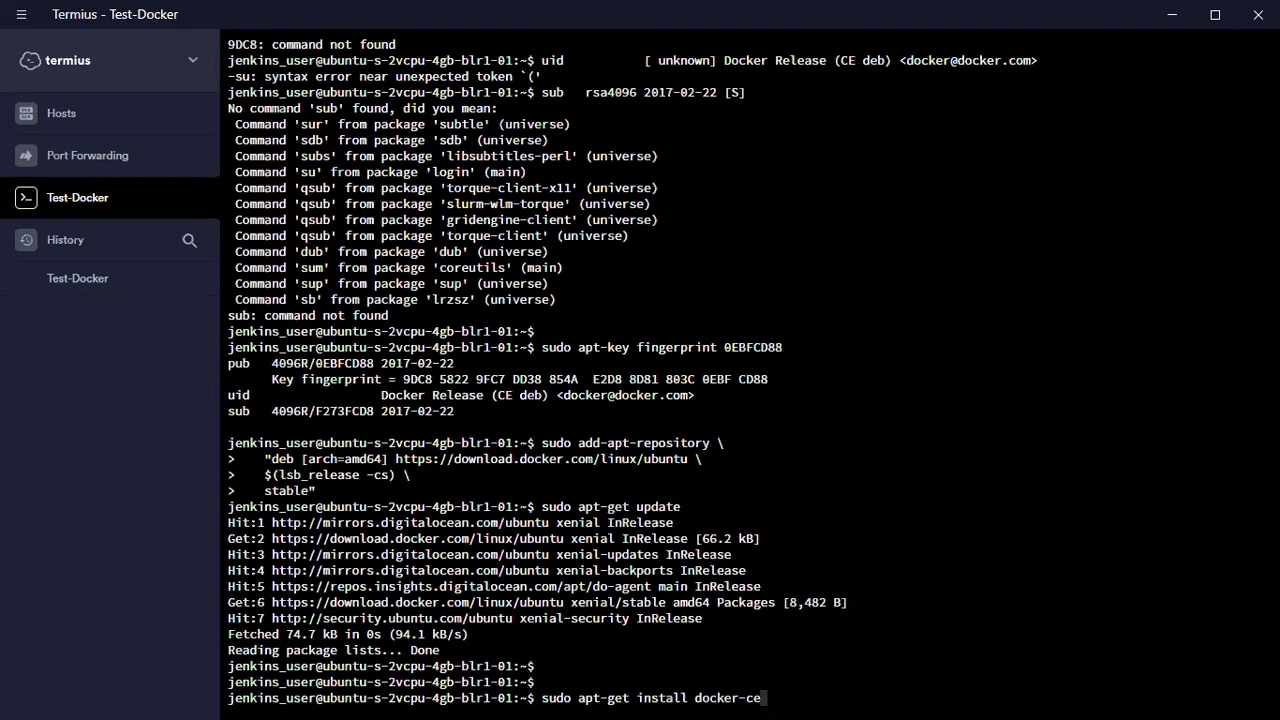 Termius - Test-Docker
termius
Hosts
Port Forwarding
Test-Docker
History
Test-Docker
9DC8: command not found
jenkins_user@ubuntu-s-2vcpu-4gb-blr1-01:~$ uid           [ unknown] Docker Release (CE deb) <docker@docker.com>
-su: syntax error near unexpected token `('
jenkins_user@ubuntu-s-2vcpu-4gb-blr1-01:~$ sub   rsa4096 2017-02-22 [S]
No command 'sub' found, did you mean:
 Command 'sur' from package 'subtle' (universe)
 Command 'sdb' from package 'sdb' (universe)
 Command 'subs' from package 'libsubtitles-perl' (universe)
 Command 'su' from package 'login' (main)
 Command 'qsub' from package 'torque-client-x11' (universe)
 Command 'qsub' from package 'slurm-wlm-torque' (universe)
 Command 'qsub' from package 'gridengine-client' (universe)
 Command 'qsub' from package 'torque-client' (universe)
 Command 'dub' from package 'dub' (universe)
 Command 'sum' from package 'coreutils' (main)
 Command 'sup' from package 'sup' (universe)
 Command 'sb' from package 'lrzsz' (universe)
sub: command not found
jenkins_user@ubuntu-s-2vcpu-4gb-blr1-01:~$
jenkins_user@ubuntu-s-2vcpu-4gb-blr1-01:~$ sudo apt-key fingerprint 0EBFCD88
pub   4096R/0EBFCD88 2017-02-22
      Key fingerprint = 9DC8 5822 9FC7 DD38 854A  E2D8 8D81 803C 0EBF CD88
uid                  Docker Release (CE deb) <docker@docker.com>
sub   4096R/F273FCD8 2017-02-22
jenkins_user@ubuntu-s-2vcpu-4gb-blr1-01:~$ sudo add-apt-repository \
>    "deb [arch=amd64] https://download.docker.com/linux/ubuntu \
>    $(lsb_release -cs) \
>    stable"
jenkins_user@ubuntu-s-2vcpu-4gb-blr1-01:~$ sudo apt-get update
Hit:1 http://mirrors.digitalocean.com/ubuntu xenial InRelease
Get:2 https://download.docker.com/linux/ubuntu xenial InRelease [66.2 kB]
Hit:3 http://mirrors.digitalocean.com/ubuntu xenial-updates InRelease
Hit:4 http://mirrors.digitalocean.com/ubuntu xenial-backports InRelease
Hit:5 https://repos.insights.digitalocean.com/apt/do-agent main InRelease
Get:6 https://download.docker.com/linux/ubuntu xenial/stable amd64 Packages [8,482 B]
Hit:7 http://security.ubuntu.com/ubuntu xenial-security InRelease
Fetched 74.7 kB in 0s (94.1 kB/s)
Reading package lists... Done
jenkins_user@ubuntu-s-2vcpu-4gb-blr1-01:~$
jenkins_user@ubuntu-s-2vcpu-4gb-blr1-01:~$
jenkins_user@ubuntu-s-2vcpu-4gb-blr1-01:~$ sudo apt-get install docker-ce